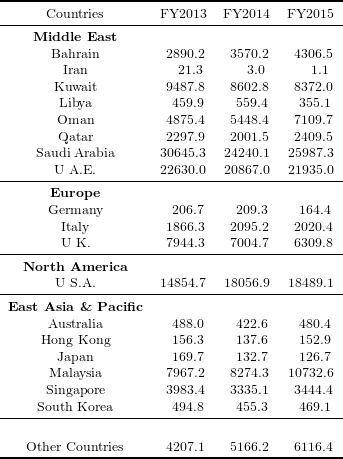 Countries FY2013 FY2014 FY2015
Middle East
Bahrain 2890.2 3570.2 4306.5
Iran 21.3 3.0 1.1
Kuwait 9487.8 8602.8 8372.0
Libya 459.9 559.4 355.1
Oman 4875.4 5448.4 7109.7
Qatar 2297.9 2001.5 2409.5
Saudi Arabia 30645.3 24240.1 25987.3
U A.E. 22630.0 20867.0 21935.0
Europe
Germany 206.7 209.3 164.4
Italy 1866.3 2095.2 2020.4
U K. 7944.3 7004.7 6309.8
North America
U S.A. 14854.7 18056.9 18489.1
East Asia & Pacific
Australia 488.0 422.6 480.4
Hong Kong 156.3 137.6 152.9
Japan 169.7 132.7 126.7
Malaysia 7967.2 8274.3 10732.6
Singapore 3983.4 3335.1 3444.4
South Korea 494.8 455.3 469.1
Other Countries 4207.1 5166.2 6116.4